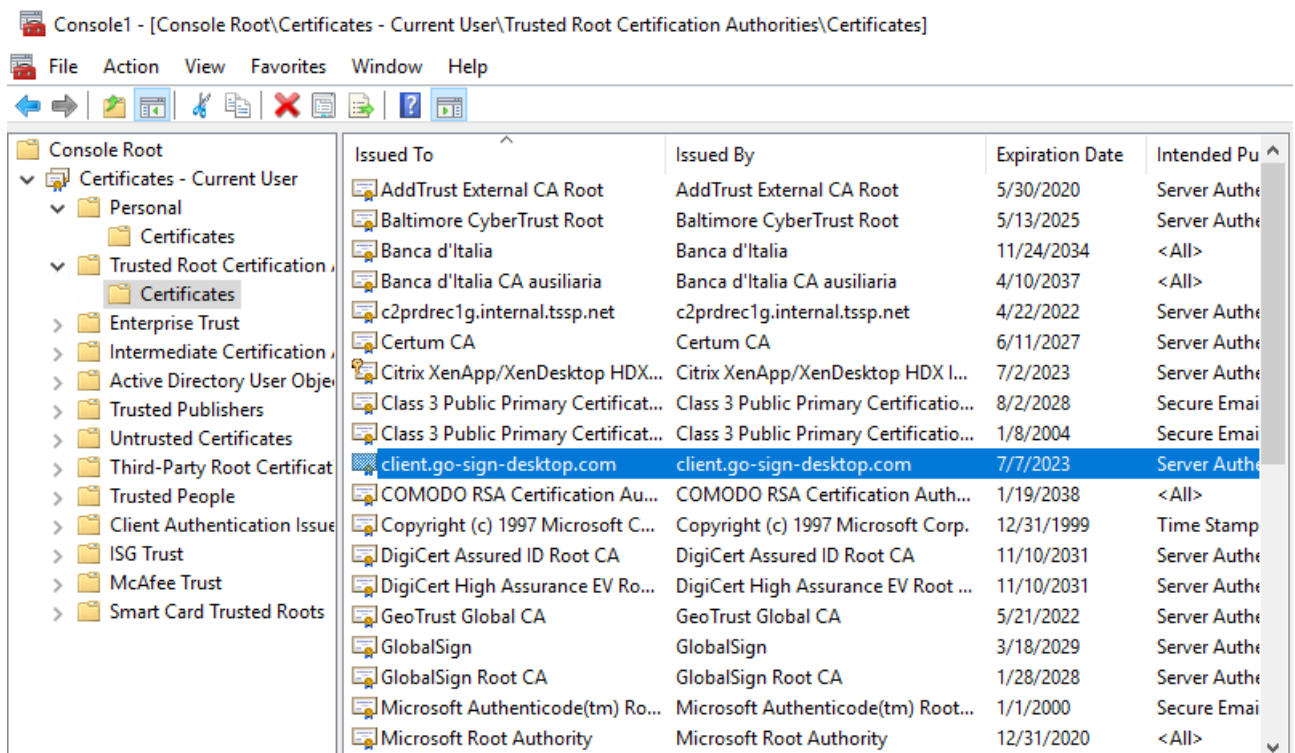 Console1 - [Console Root\Certificates - Current User\Trusted Root Certification Authorities\Certificates]
File Action View Favorites Window Help
Console Root
Certificates - Current User
Personal
Certificates
Trusted Root Certification
Certificates
Enterprise Trust
Intermediate Certification
Active Directory User Obje
Trusted Publishers
Untrusted Certificates
Third-Party Root Certificat
Trusted People
Client Authentication Issue
ISG Trust
McAfee Trust
Smart Card Trusted Roots
Issued To Issued By Expiration Date Intended Pu
AddTrust External CA Root AddTrust External CA Root 5/30/2020 Server Authe
Baltimore CyberTrust Root Baltimore CyberTrust Root 5/13/2025 Server Authe
Banca d'Italia Banca d'Italia 11/24/2034 <All>
Banca d'Italia CA ausiliaria Banca d'Italia CA ausiliaria 4/10/2037 <All>
c2prdrec1g.internal.tssp.net c2prdrec1g.internal.tssp.net 4/22/2022 Server Authe
Certum CA Certum CA 6/11/2027 Server Authe
Citrix XenApp/XenDesktop HDX... Citrix XenApp/XenDesktop HDX I... 7/2/2023 Server Authe
Class 3 Public Primary Certificat... Class 3 Public Primary Certificatio... 8/2/2028 Secure Emai
Class 3 Public Primary Certificat... Class 3 Public Primary Certificatio... 1/8/2004 Secure Emai
client.go-sign-desktop.com client.go-sign-desktop.com 7/7/2023 Server Authe
COMODO RSA Certification Au... COMODO RSA Certification Auth... 1/19/2038 <All>
Copyright (c) 1997 Microsoft C... Copyright (c) 1997 Microsoft Corp. 12/31/1999 Time Stamp
DigiCert Assured ID Root CA DigiCert Assured ID Root CA 11/10/2031 Server Authe
DigiCert High Assurance EV Ro... DigiCert High Assurance EV Root ... 11/10/2031 Server Authe
GeoTrust Global CA GeoTrust Global CA 5/21/2022 Server Authe
GlobalSign GlobalSign 3/18/2029 Server Authe
GlobalSign Root CA GlobalSign Root CA 1/28/2028 Server Authe
Microsoft Authenticode(tm) Ro... Microsoft Authenticode(tm) Root... 1/1/2000 Secure Emai
Microsoft Root Authority Microsoft Root Authority 12/31/2020 <All>